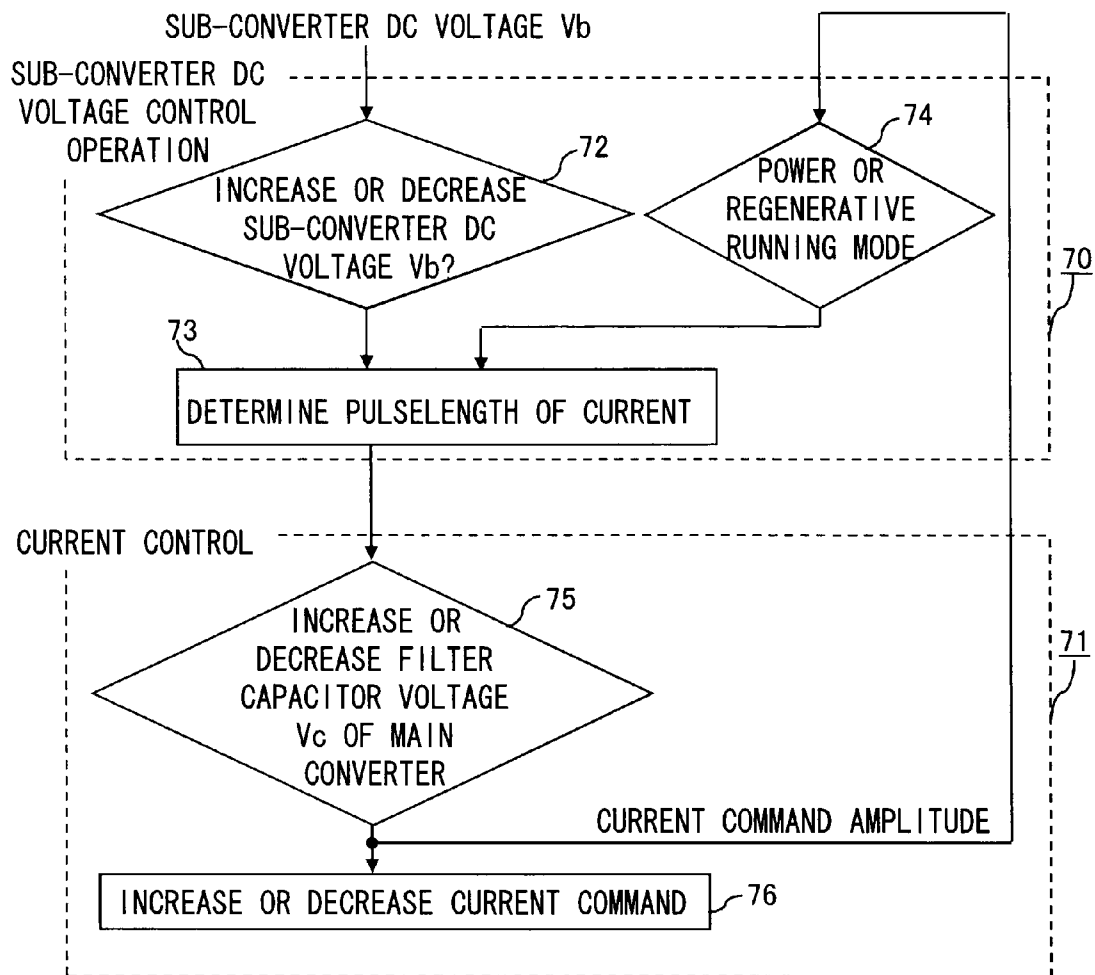 SUB-CONVERTER DC VOLTAGE Vb
SUB-CONVERTER DC
VOLTAGE CONTROL
OPERATION
72
INCREASE OR DECREASE
SUB-CONVERTER DC
VOLTAGE Vb?
74
POWER OR
REGENERATIVE
RUNNING MODE
70
73
DETERMINE PULSELENGTH OF CURRENT
CURRENT CONTROL
75
INCREASE OR
DECREASE FILTER
CAPACITOR VOLTAGE
Vc OF MAIN
CONVERTER
71
CURRENT COMMAND AMPLITUDE
INCREASE OR DECREASE CURRENT COMMAND
76